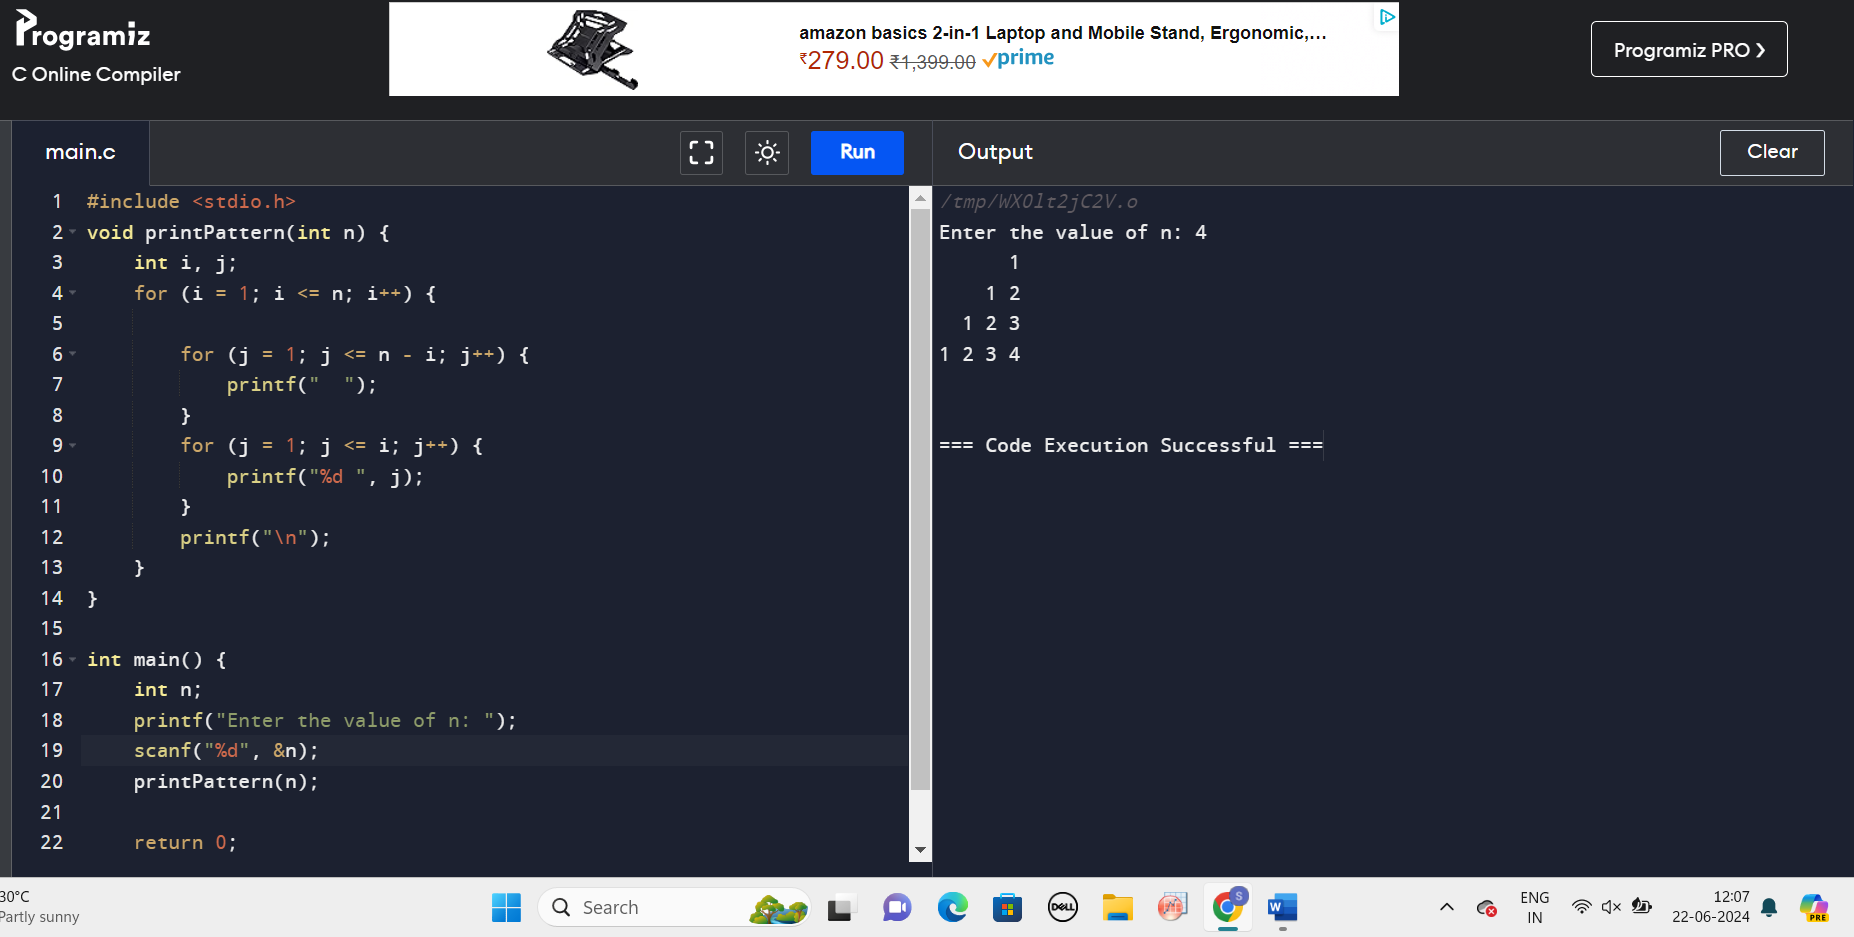 Programiz
C Online Compiler
amazon basics 2-in-1 Laptop and Mobile Stand, Ergonomic,...
₹279.00 ₹1,399.00 prime
Programiz PRO ❯
main.c
Run
Output
Clear
1 #include <stdio.h>
2 void printPattern(int n) {
3     int i, j;
4     for (i = 1; i <= n; i++) {
5
6         for (j = 1; j <= n - i; j++) {
7             printf("  ");
8         }
9         for (j = 1; j <= i; j++) {
10             printf("%d ", j);
11         }
12         printf("\n");
13     }
14 }
15
16 int main() {
17     int n;
18     printf("Enter the value of n: ");
19     scanf("%d", &n);
20     printPattern(n);
21
22     return 0;
/tmp/WXOlt2jC2V.o
Enter the value of n: 4
      1
    1 2
  1 2 3
1 2 3 4
=== Code Execution Successful ===
30°C
Partly sunny
Search
DELL
S
W
ENG
IN
12:07
22-06-2024
PRE